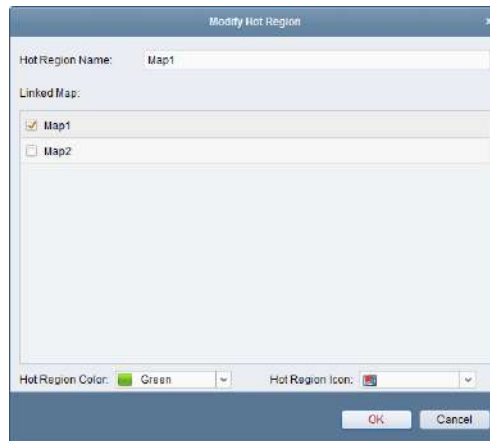 Modify Hot Region
Hot Region Name: Map1
Linked Map:
Map1
Map2
Hot Region Color: Green Hot Region Icon:
OK Cancel